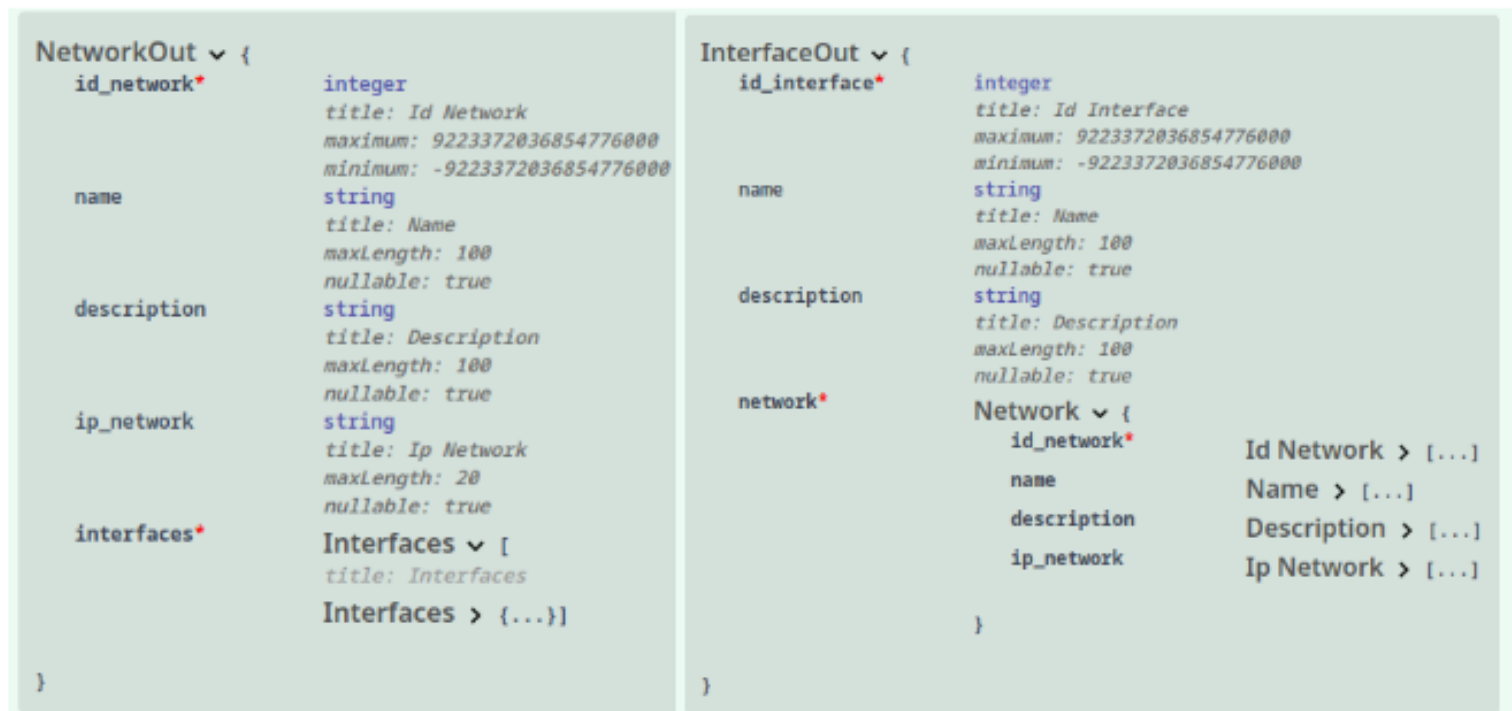 NetworkOut {
id_network* integer
title: Id Network
maximum: 9223372036854776000
minimum: -9223372036854776000
name string
title: Name
maxLength: 100
nullable: true
description string
title: Description
maxLength: 100
nullable: true
ip_network string
title: Ip Network
maxLength: 20
nullable: true
interfaces* Interfaces [
title: Interfaces
Interfaces > {...}]
}
InterfaceOut {
id_interface* integer
title: Id Interface
maximum: 9223372036854776000
minimum: -9223372036854776000
name string
title: Name
maxLength: 100
nullable: true
description string
title: Description
maxLength: 100
nullable: true
network* Network {
id_network* Id Network > [...]
name Name > [...]
description Description > [...]
ip_network Ip Network > [...]
}
}